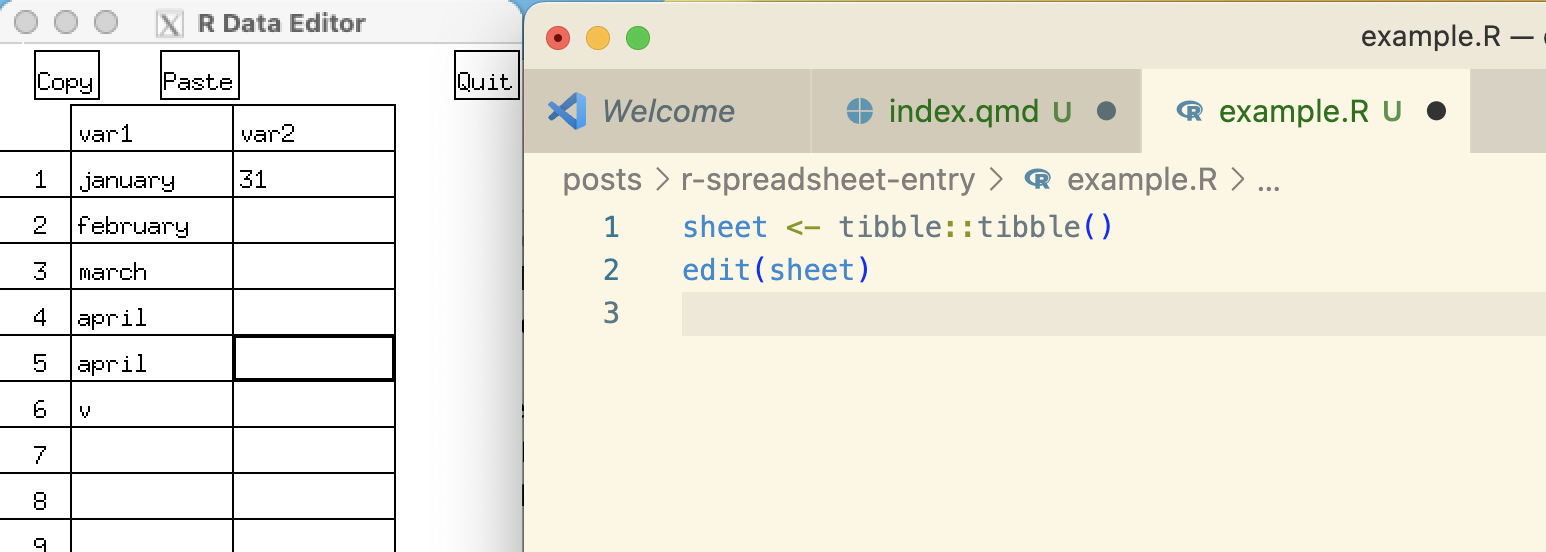 R Data Editor
Copy Paste Quit
var1 var2
1 january 31
2 february
3 march
4 april
5 april
6 v
7
8
9
example.R —
Welcome index.qmd U example.R U
posts > r-spreadsheet-entry > example.R > ...
1 sheet <- tibble::tibble()
2 edit(sheet)
3